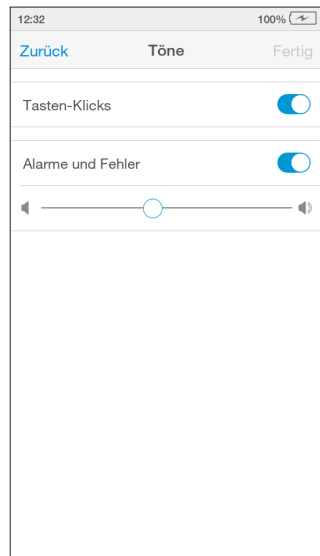 12:32 100%
Zurück Töne Fertig
Tasten-Klicks
Alarme und Fehler